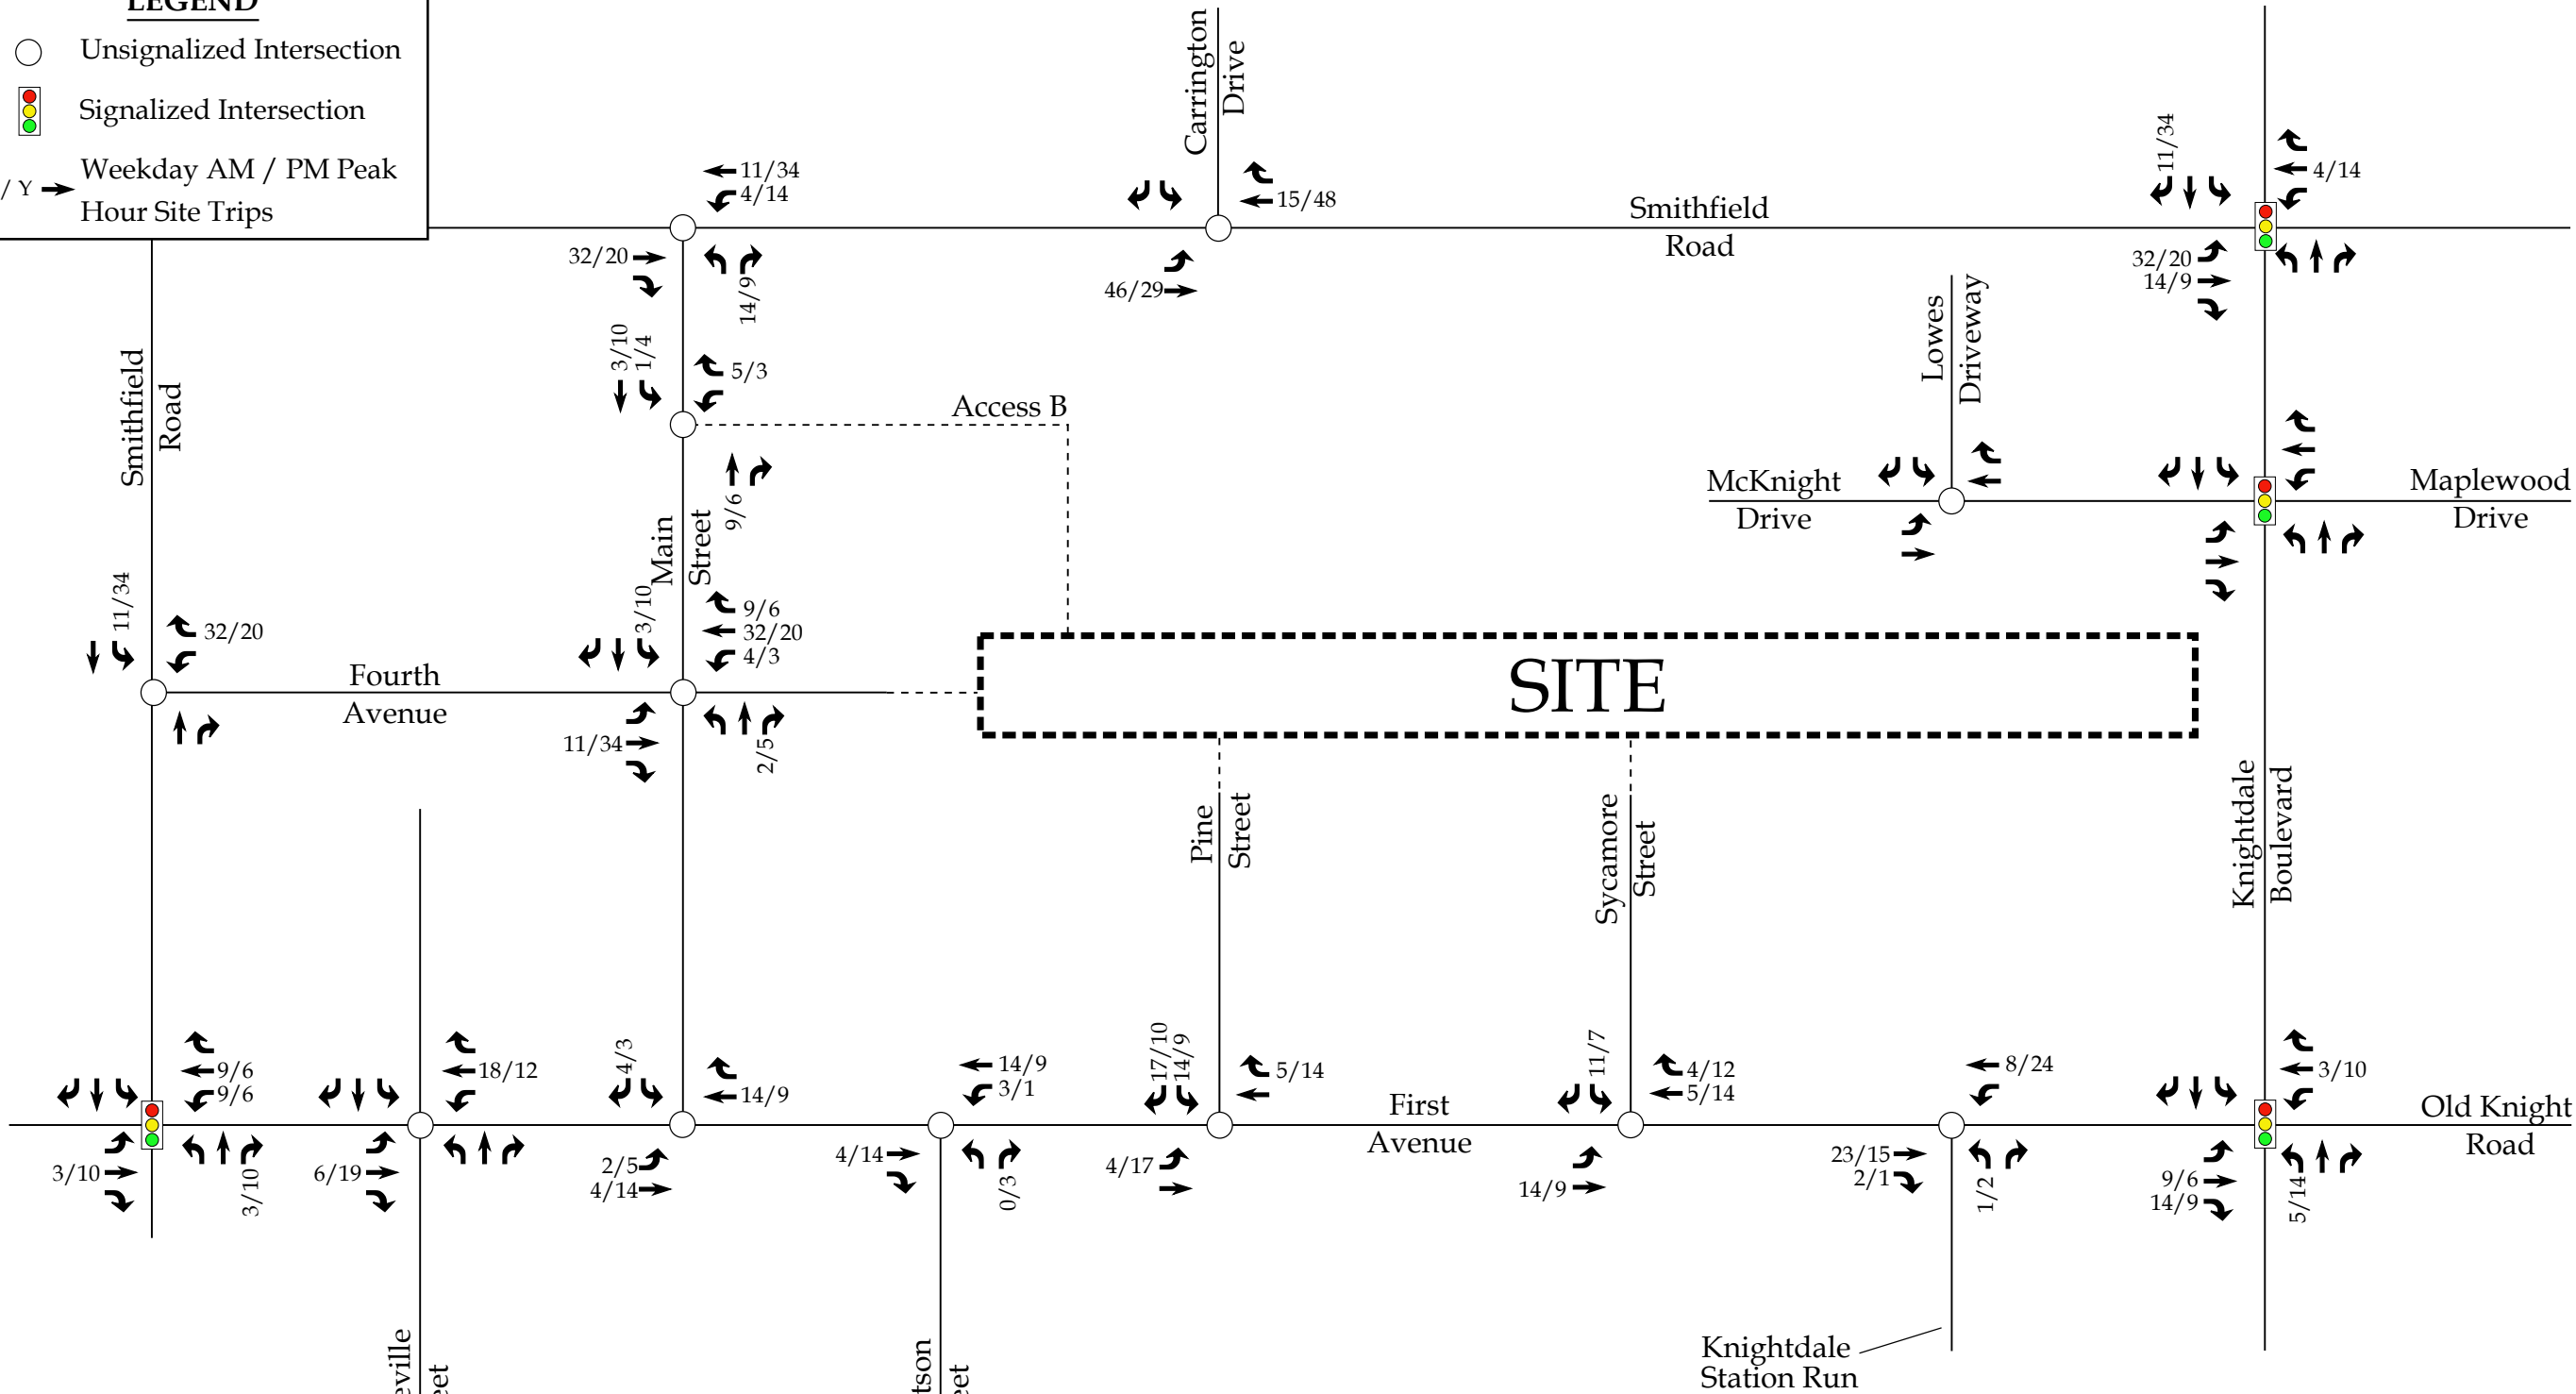 LEGEND
Unsignalized Intersection
Signalized Intersection
/ Y
Weekday AM / PM Peak
Hour Site Trips
Carrington
Drive
11/34
4/14
32/20
14/9
15/48
46/29
Smithfield
Road
11/34
4/14
32/20
14/9
3/10
1/4
5/3
9/6
Access B
Smithfield
Road
Main
Street
Lowes
Driveway
McKnight
Drive
Maplewood
Drive
11/34
32/20
Fourth
Avenue
3/10
9/6
32/20
4/3
11/34
2/5
SITE
Pine
Street
Sycamore
Street
Knightdale
Boulevard
9/6
9/6
3/10
3/10
18/12
6/19
4/3
14/9
2/5
4/14
14/9
3/1
4/14
0/3
17/10
14/9
5/14
4/17
First
Avenue
11/7
4/12
5/14
14/9
8/24
23/15
2/1
1/2
3/10
9/6
14/9
5/14
Old Knight
Road
eville
eet
tson
eet
Knightdale
Station Run